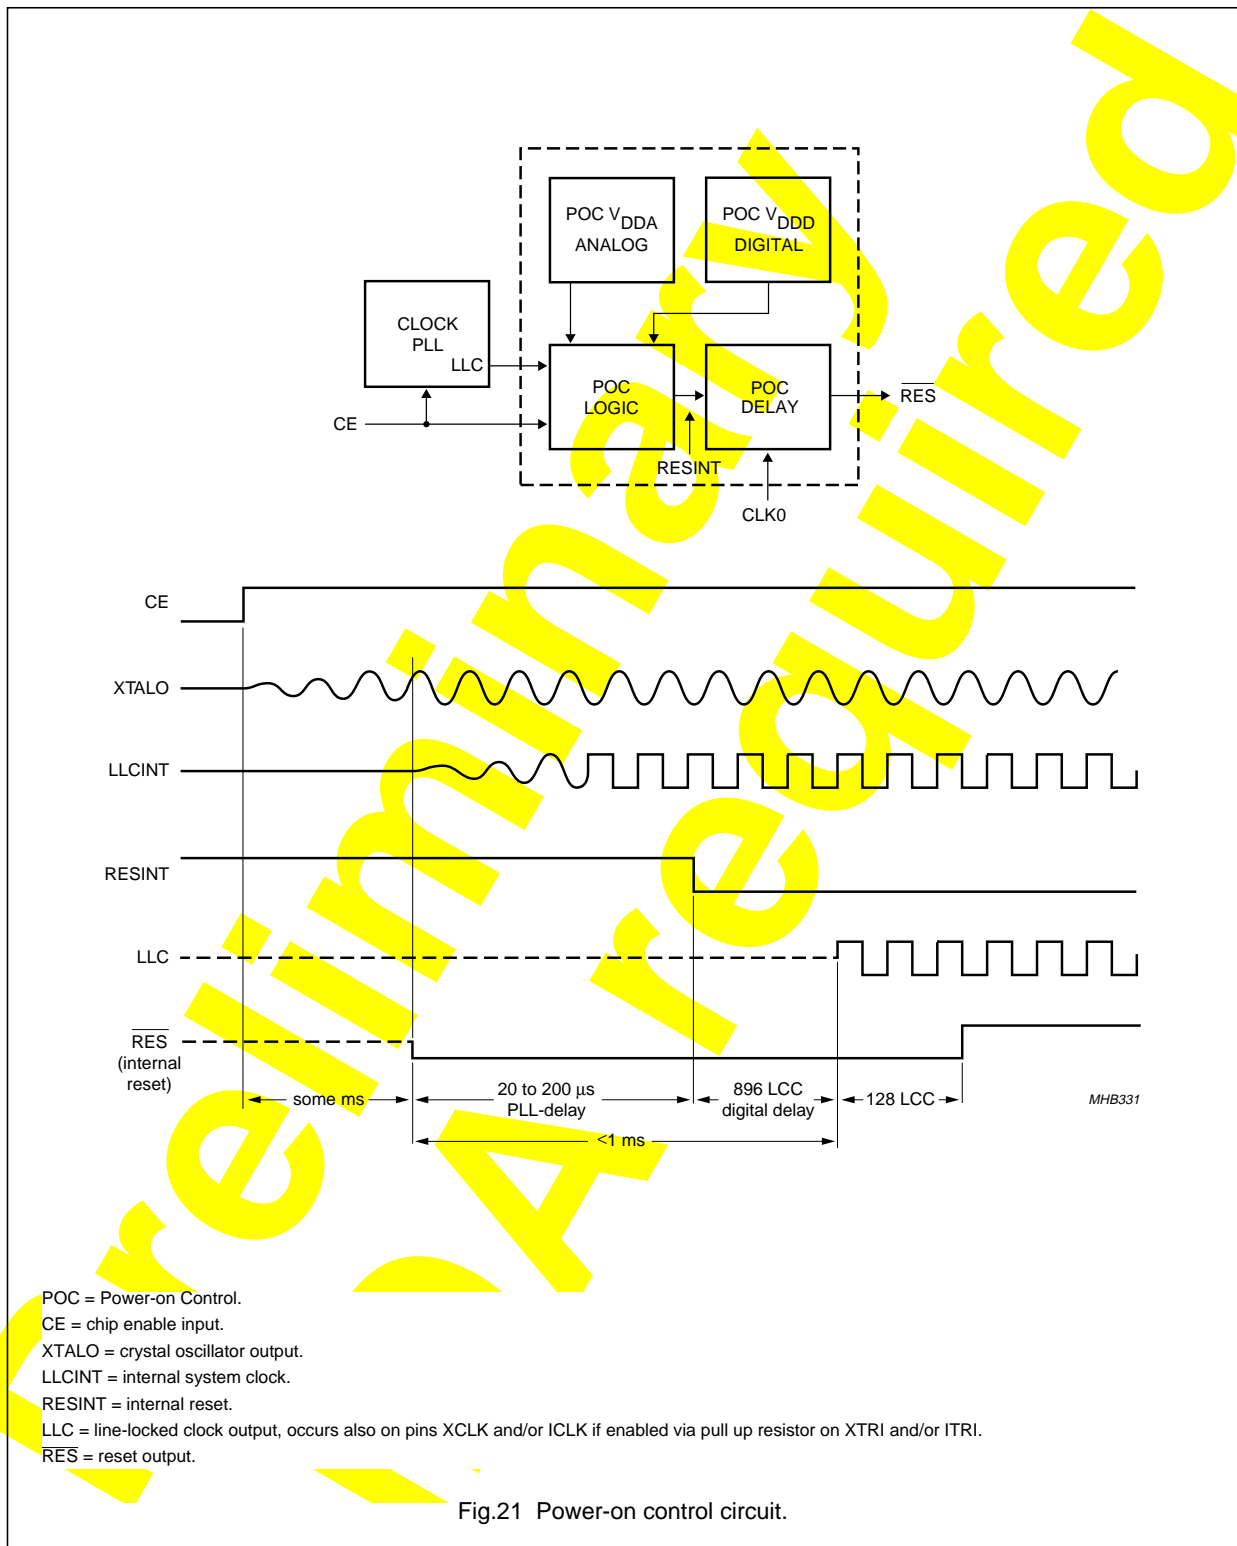 POC VDDA
ANALOG
POC VDDD
DIGITAL
CLOCK
PLL
LLC
POC
LOGIC
POC
DELAY
RES
CE
RESINT
CLK0
CE
XTALO
LLCINT
RESINT
LLC
RES
(internal
reset)
some ms
20 to 200 μs
PLL-delay
896 LCC
digital delay
128 LCC
<1 ms
MHB331
POC = Power-on Control.
CE = chip enable input.
XTALO = crystal oscillator output.
LLCINT = internal system clock.
RESINT = internal reset.
LLC = line-locked clock output, occurs also on pins XCLK and/or ICLK if enabled via pull up resistor on XTRI and/or ITRI.
RES = reset output.
Fig.21 Power-on control circuit.
Preliminary
required